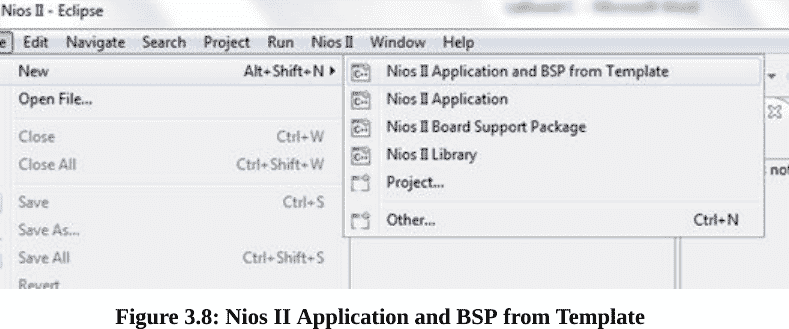 Nios II - Eclipse
Edit Navigate Search Project Run Nios II Window Help
New Alt+Shift+N
Open File...
Close Ctrl+W
Close All Ctrl+Shift+W
Save Ctrl+S
Save As...
Save All Ctrl+Shift+S
Revert
Nios II Application and BSP from Template
Nios II Application
Nios II Board Support Package
Nios II Library
Project...
Other... Ctrl+N
Figure 3.8: Nios II Application and BSP from Template